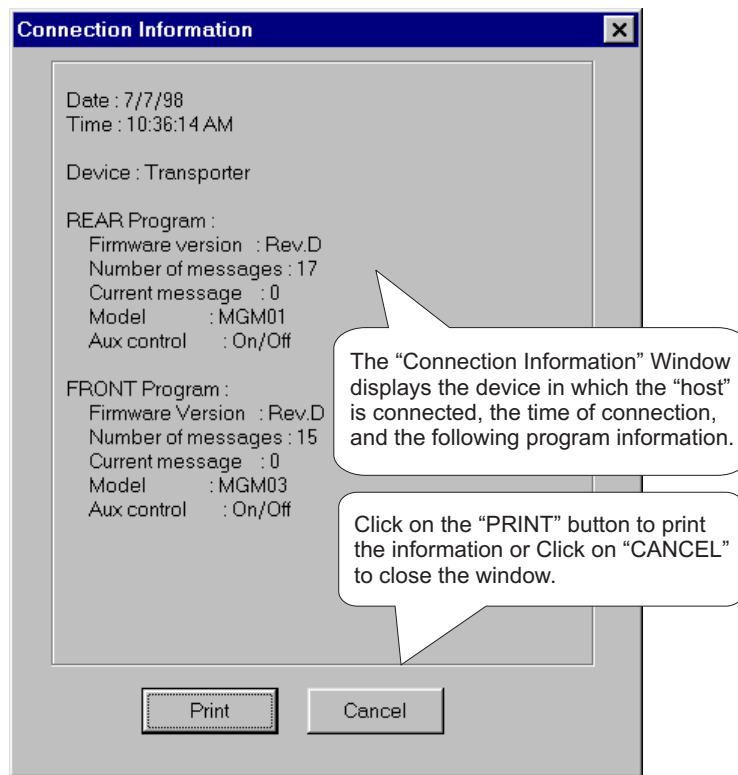 Connection Information
Date : 7/7/98
Time : 10:36:14 AM
Device : Transporter
REAR Program :
Firmware version : Rev.D
Number of messages : 17
Current message : 0
Model : MGM01
Aux control : On/Off
FRONT Program :
Firmware Version : Rev.D
Number of messages : 15
Current message : 0
Model : MGM03
Aux control : On/Off
The “Connection Information” Window
displays the device in which the “host”
is connected, the time of connection,
and the following program information.
Click on the “PRINT” button to print
the information or Click on “CANCEL”
to close the window.
Print
Cancel